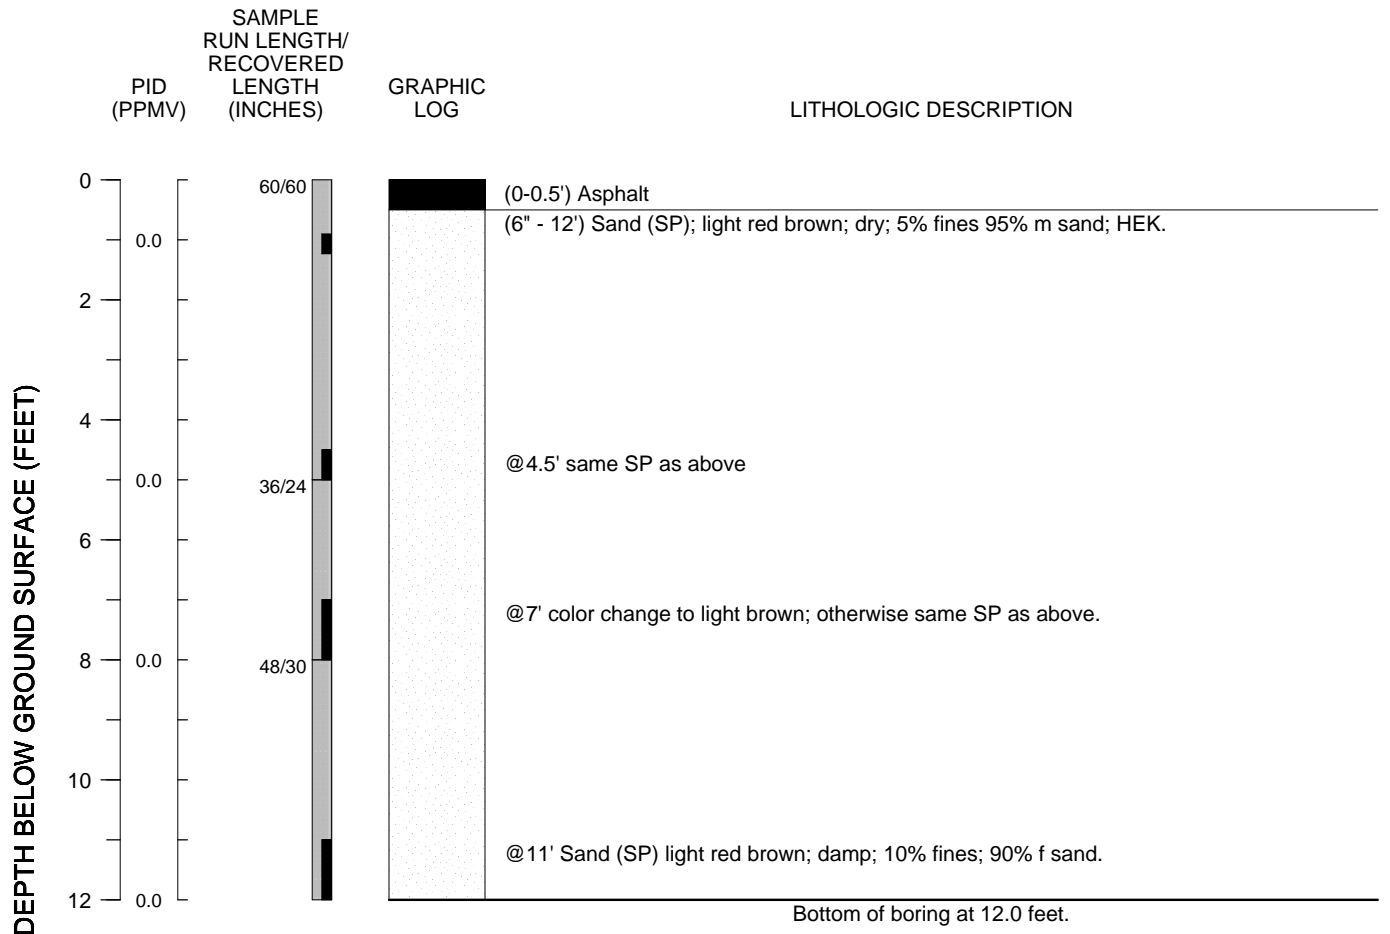 SAMPLE
RUN LENGTH/
RECOVERED
PID LENGTH GRAPHIC
(PPMV) (INCHES) LOG LITHOLOGIC DESCRIPTION
DEPTH BELOW GROUND SURFACE (FEET)
0 60/60 (0-0.5') Asphalt
(6" - 12') Sand (SP); light red brown; dry; 5% fines 95% m sand; HEK.
0.0
2
4
@4.5' same SP as above
0.0 36/24
6
@7' color change to light brown; otherwise same SP as above.
8 0.0 48/30
10
@11' Sand (SP) light red brown; damp; 10% fines; 90% f sand.
12 0.0
Bottom of boring at 12.0 feet.